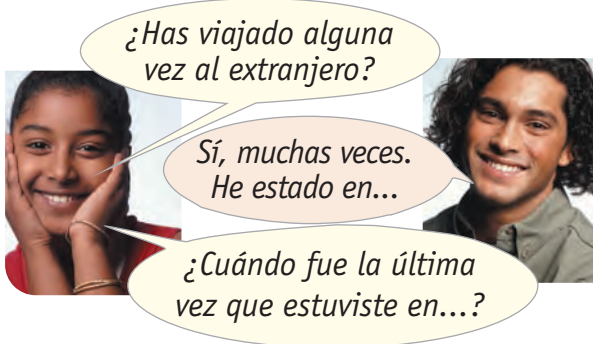 ¿Has viajado alguna
vez al extranjero?
Sí, muchas veces.
He estado en...
¿Cuándo fue la última
vez que estuviste en...?